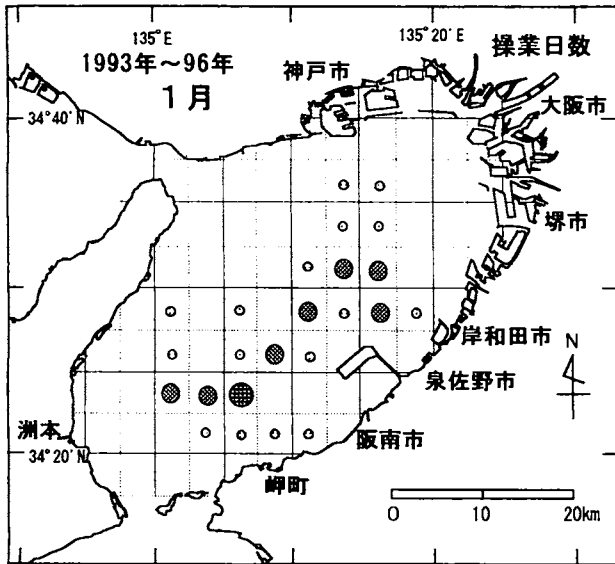 135°E
135°20'E
操業日数
1993年～96年
1月
神戸市
大阪市
34°40'N
堺市
岸和田市
N
泉佐野市
洲本
阪南市
34°20'N
岬町
0 10 20km